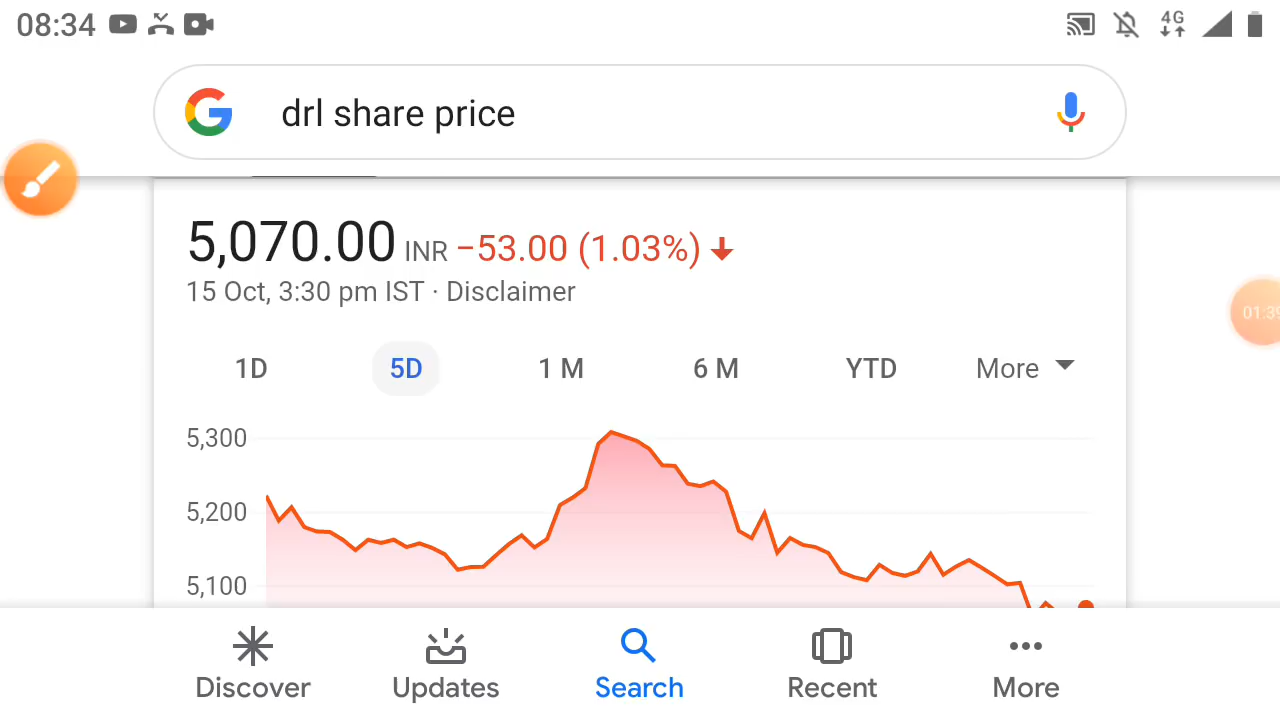 08:34 4G
drl share price
5,070.00 INR −53.00 (1.03%)
15 Oct, 3:30 pm IST · Disclaimer
01:39
1D 5D 1 M 6 M YTD More
5,300
5,200
5,100
Discover Updates Search Recent More